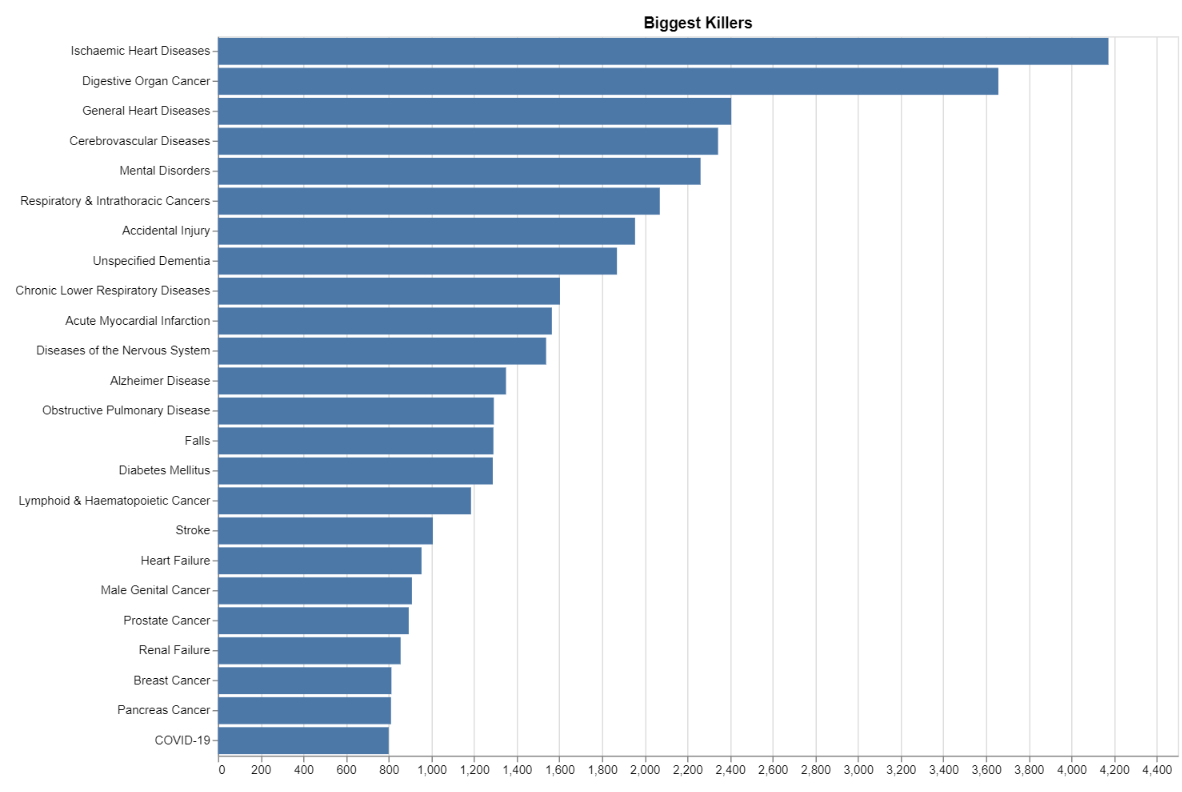 Biggest Killers
Ischaemic Heart Diseases
Digestive Organ Cancer
General Heart Diseases
Cerebrovascular Diseases
Mental Disorders
Respiratory & Intrathoracic Cancers
Accidental Injury
Unspecified Dementia
Chronic Lower Respiratory Diseases
Acute Myocardial Infarction
Diseases of the Nervous System
Alzheimer Disease
Obstructive Pulmonary Disease
Falls
Diabetes Mellitus
Lymphoid & Haematopoietic Cancer
Stroke
Heart Failure
Male Genital Cancer
Prostate Cancer
Renal Failure
Breast Cancer
Pancreas Cancer
COVID-19
0 200 400 600 800 1,000 1,200 1,400 1,600 1,800 2,000 2,200 2,400 2,600 2,800 3,000 3,200 3,400 3,600 3,800 4,000 4,200 4,400